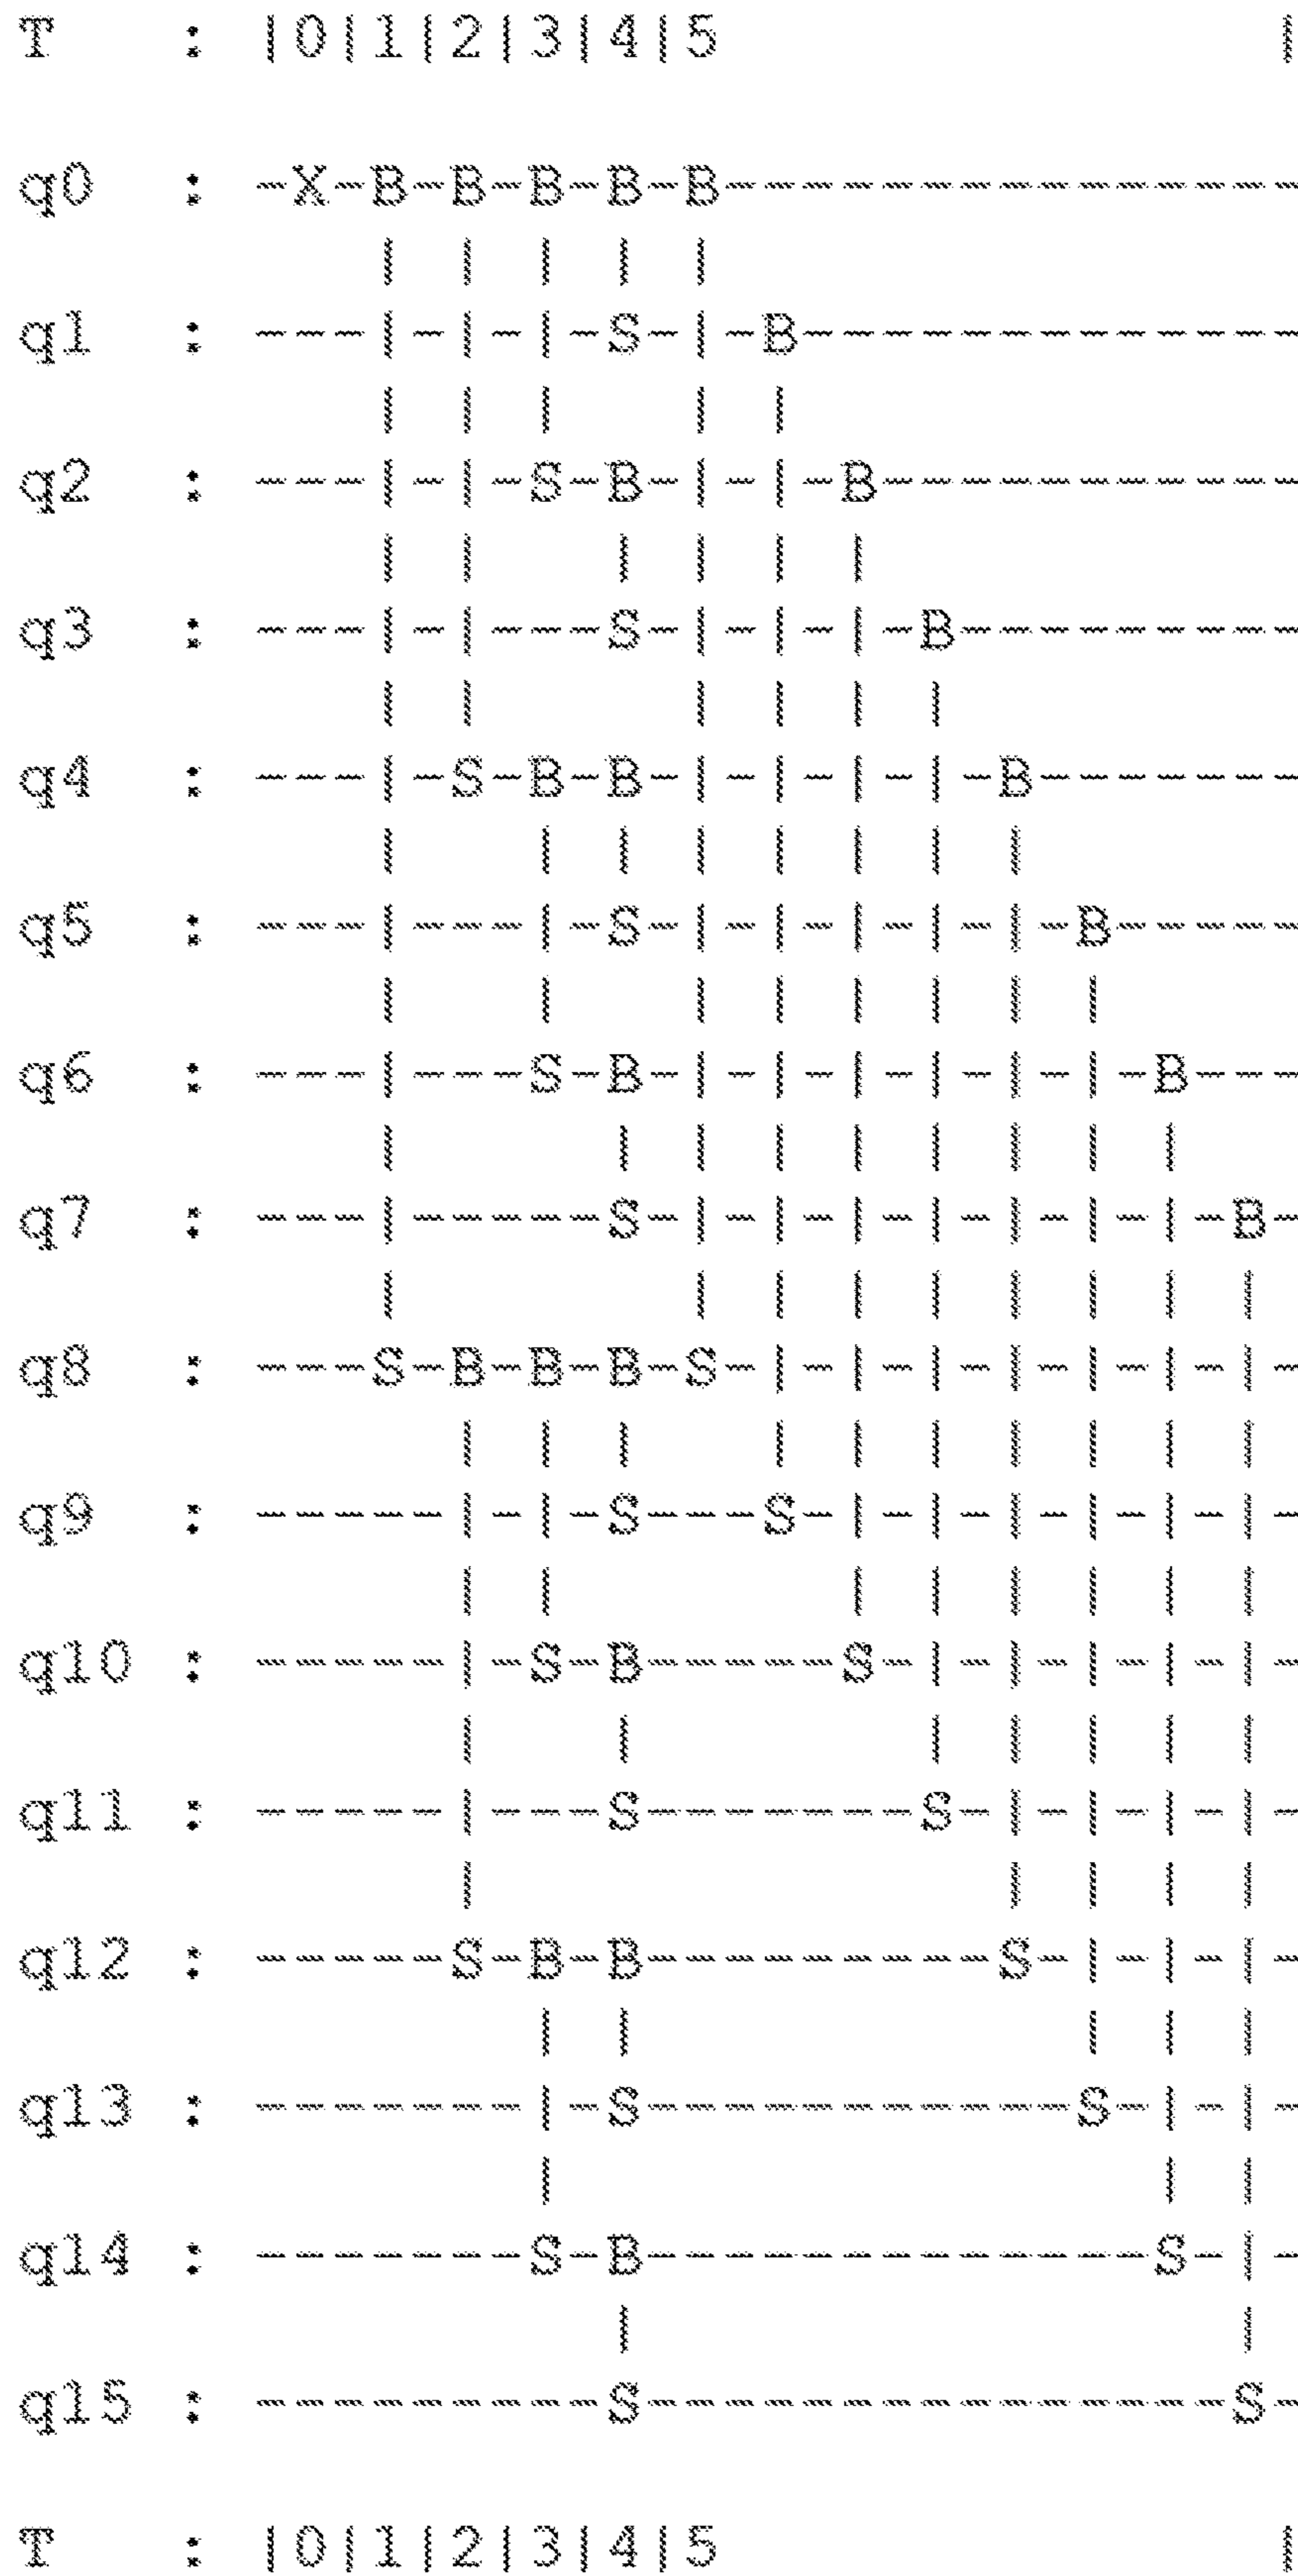 T   : |0|1|2|3|4|5              |
q0  : -X-B-B-B-B-B---------------
         | | | | |
q1  : ---|-|-|-S-|-B-------------
         | | |   | |
q2  : ---|-|-S-B-|-|-B-----------
         | |   | | | |
q3  : ---|-|---S-|-|-|-B---------
         | |     | | | |
q4  : ---|-S-B-B-|-|-|-|-B-------
         |   | | | | | | |
q5  : ---|---|-S-|-|-|-|-|-B-----
         |   |   | | | | | |
q6  : ---|---S-B-|-|-|-|-|-|-B---
         |     | | | | | | | |
q7  : ---|-----S-|-|-|-|-|-|-|-B-
         |       | | | | | | | |
q8  : ---S-B-B-B-S-|-|-|-|-|-|-|-
           | | |   | | | | | | |
q9  : -----|-|-S---S-|-|-|-|-|-|-
           | |       | | | | | |
q10 : -----|-S-B-----S-|-|-|-|-|-
           |   |       | | | | |
q11 : -----|---S-------S-|-|-|-|-
           |             | | | |
q12 : -----S-B-B---------S-|-|-|-
             | |           | | |
q13 : -------|-S-----------S-|-|-
             |               | |
q14 : -------S-B-------------S-|-
               |               |
q15 : ---------S---------------S-
T   : |0|1|2|3|4|5              |